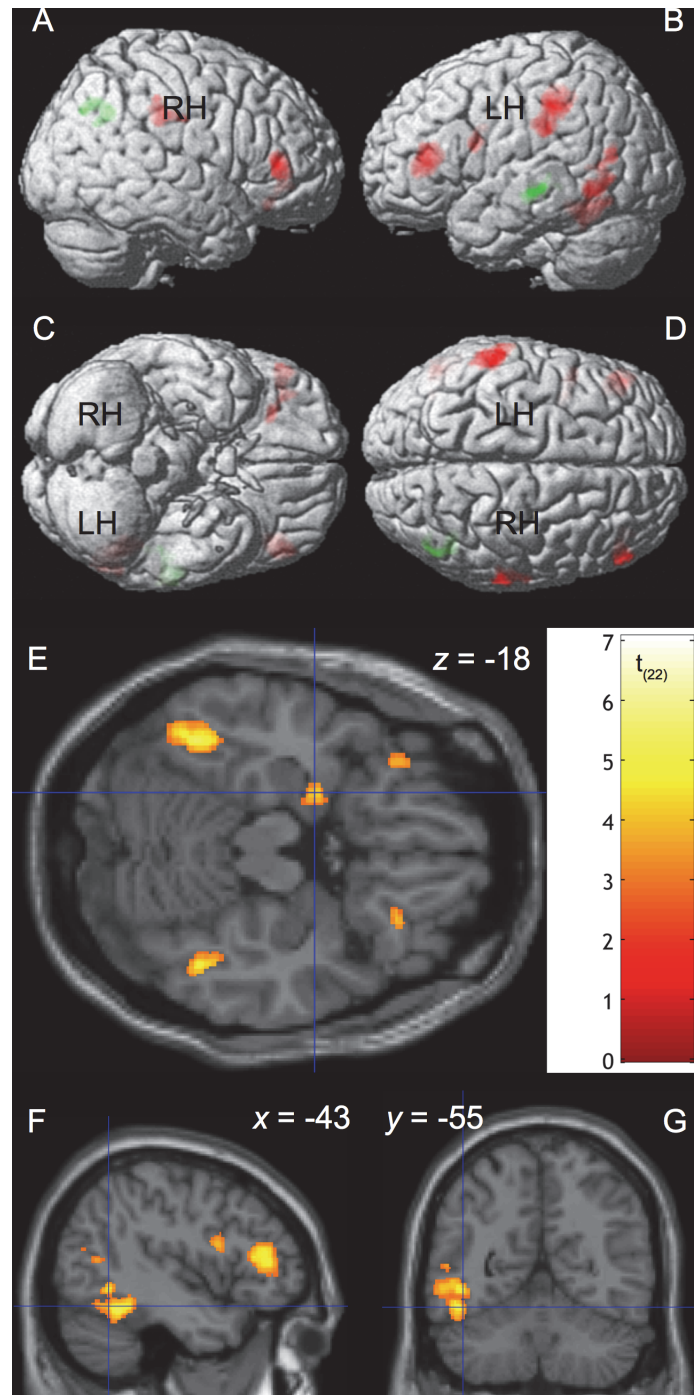 A
B
RH
LH
C
D
RH
LH
LH
RH
E
z = -18
7
t(22)
6
5
4
3
2
1
0
F
x = -43
y = -55
G